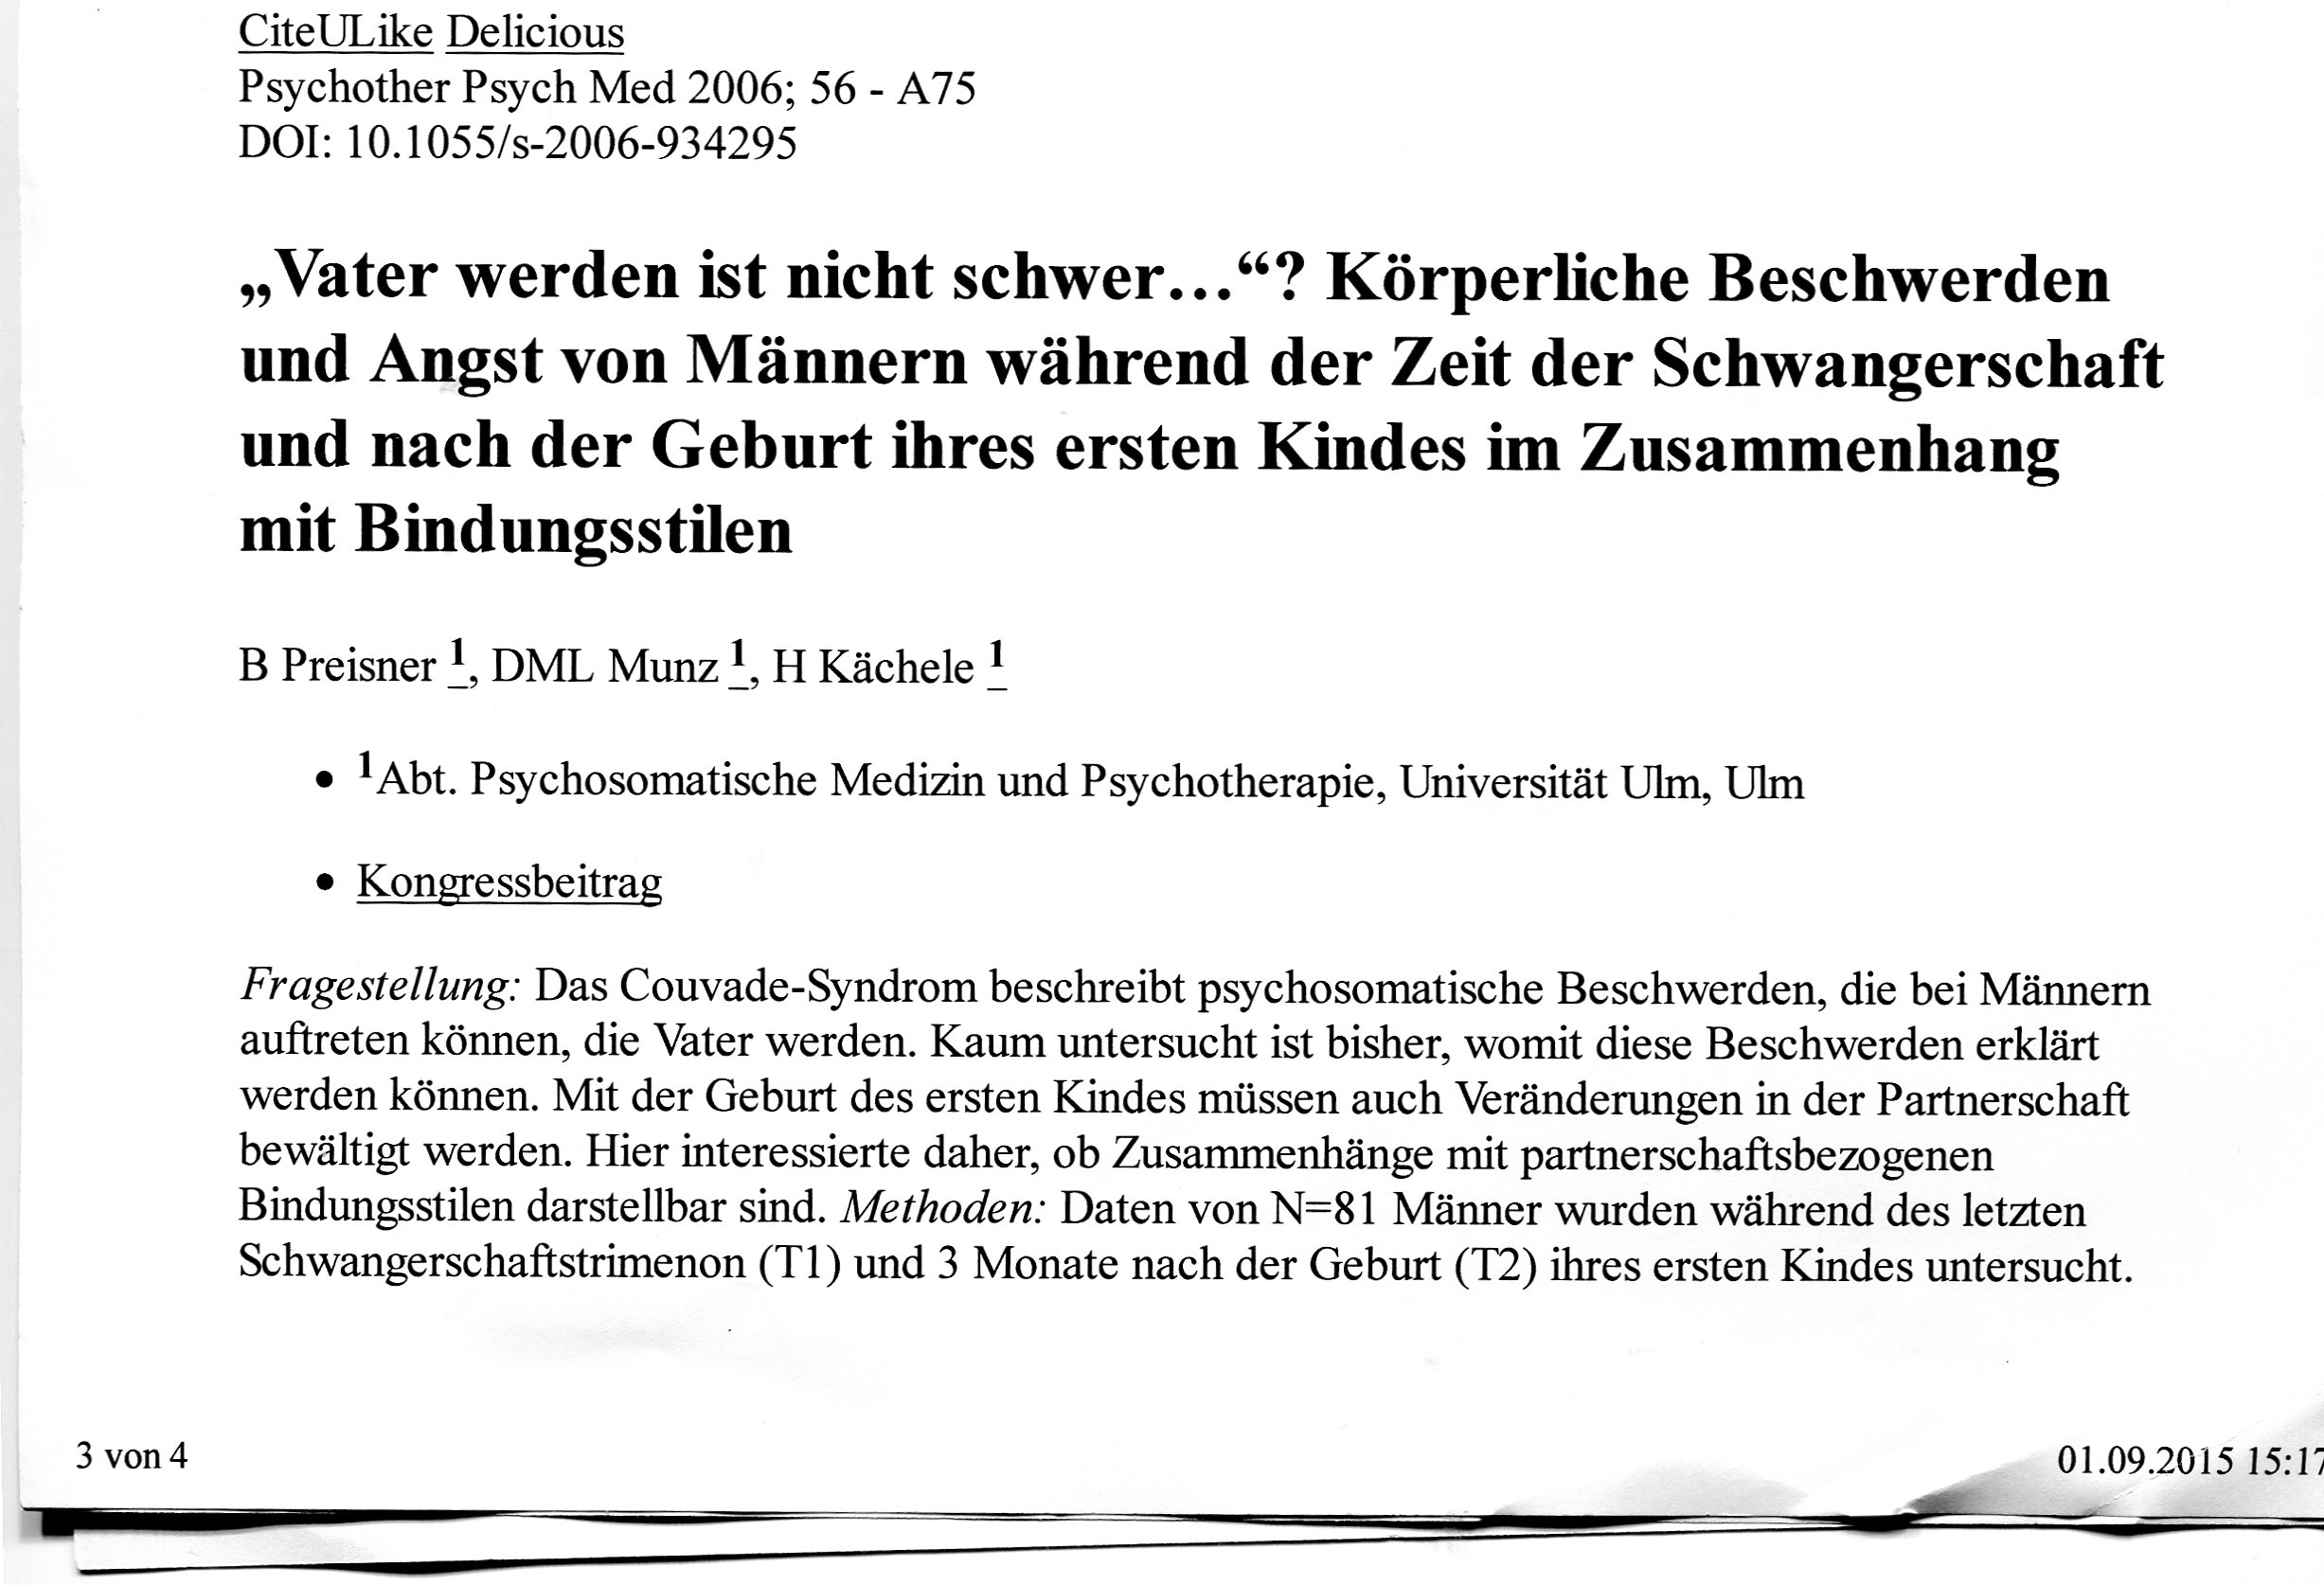 CiteULike Delicious
Psychother Psych Med 2006; 56 - A75
DOI: 10.1055/s-2006-934295
„Vater werden ist nicht schwer…“? Körperliche Beschwerden
und Angst von Männern während der Zeit der Schwangerschaft
und nach der Geburt ihres ersten Kindes im Zusammenhang
mit Bindungsstilen
B Preisner 1, DML Munz 1, H Kächele 1
• 1Abt. Psychosomatische Medizin und Psychotherapie, Universität Ulm, Ulm
• Kongressbeitrag
Fragestellung: Das Couvade-Syndrom beschreibt psychosomatische Beschwerden, die bei Männern
auftreten können, die Vater werden. Kaum untersucht ist bisher, womit diese Beschwerden erklärt
werden können. Mit der Geburt des ersten Kindes müssen auch Veränderungen in der Partnerschaft
bewältigt werden. Hier interessierte daher, ob Zusammenhänge mit partnerschaftsbezogenen
Bindungsstilen darstellbar sind. Methoden: Daten von N=81 Männer wurden während des letzten
Schwangerschaftstrimenon (T1) und 3 Monate nach der Geburt (T2) ihres ersten Kindes untersucht.
3 von 4
01.09.2015 15:17